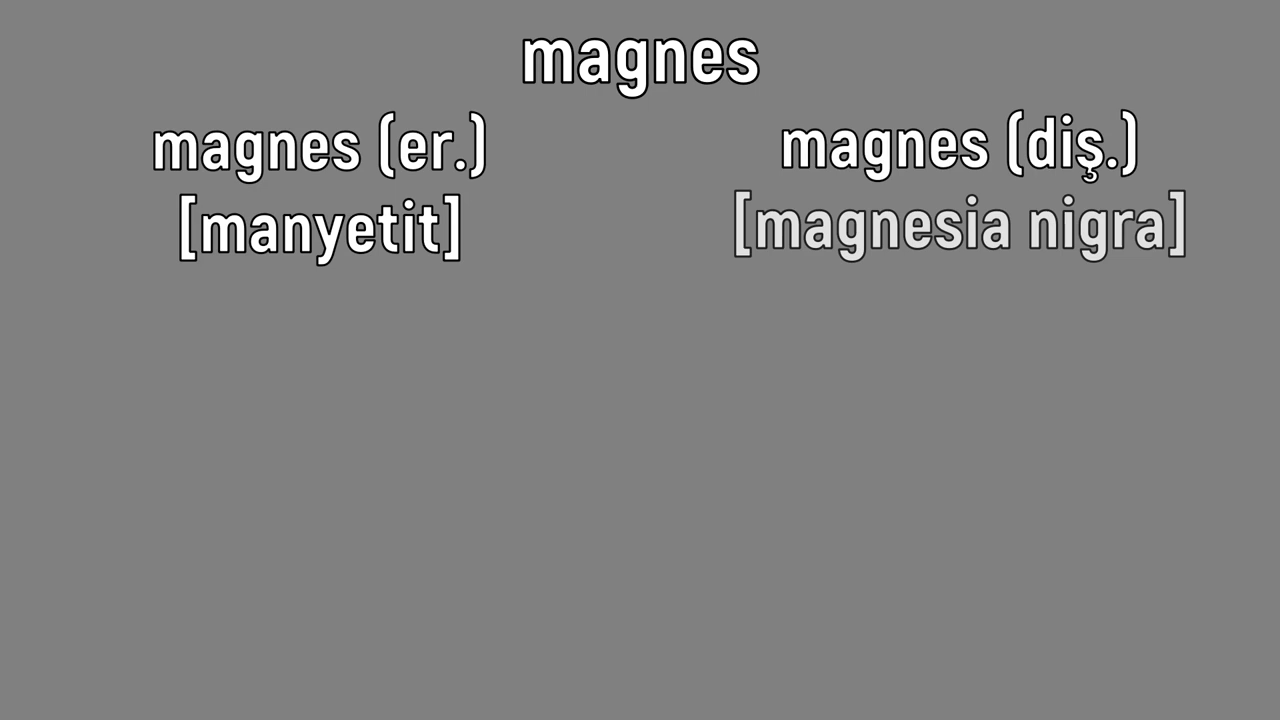 magnes
magnes (er.)
[manyetit]
magnes (diş.)
[magnesia nigra]